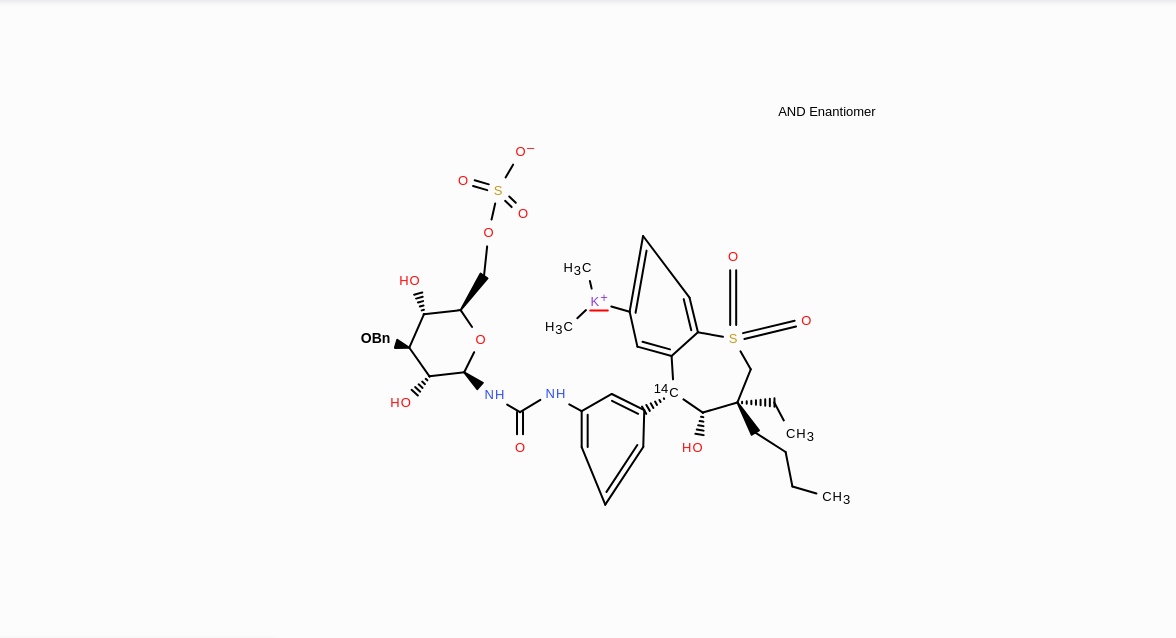 AND Enantiomer
O−
O
S
O
O
O
H3C
HO
K+
O
H3C
OBn
O
S
14C
NH
NH
HO
CH3
O
HO
CH3